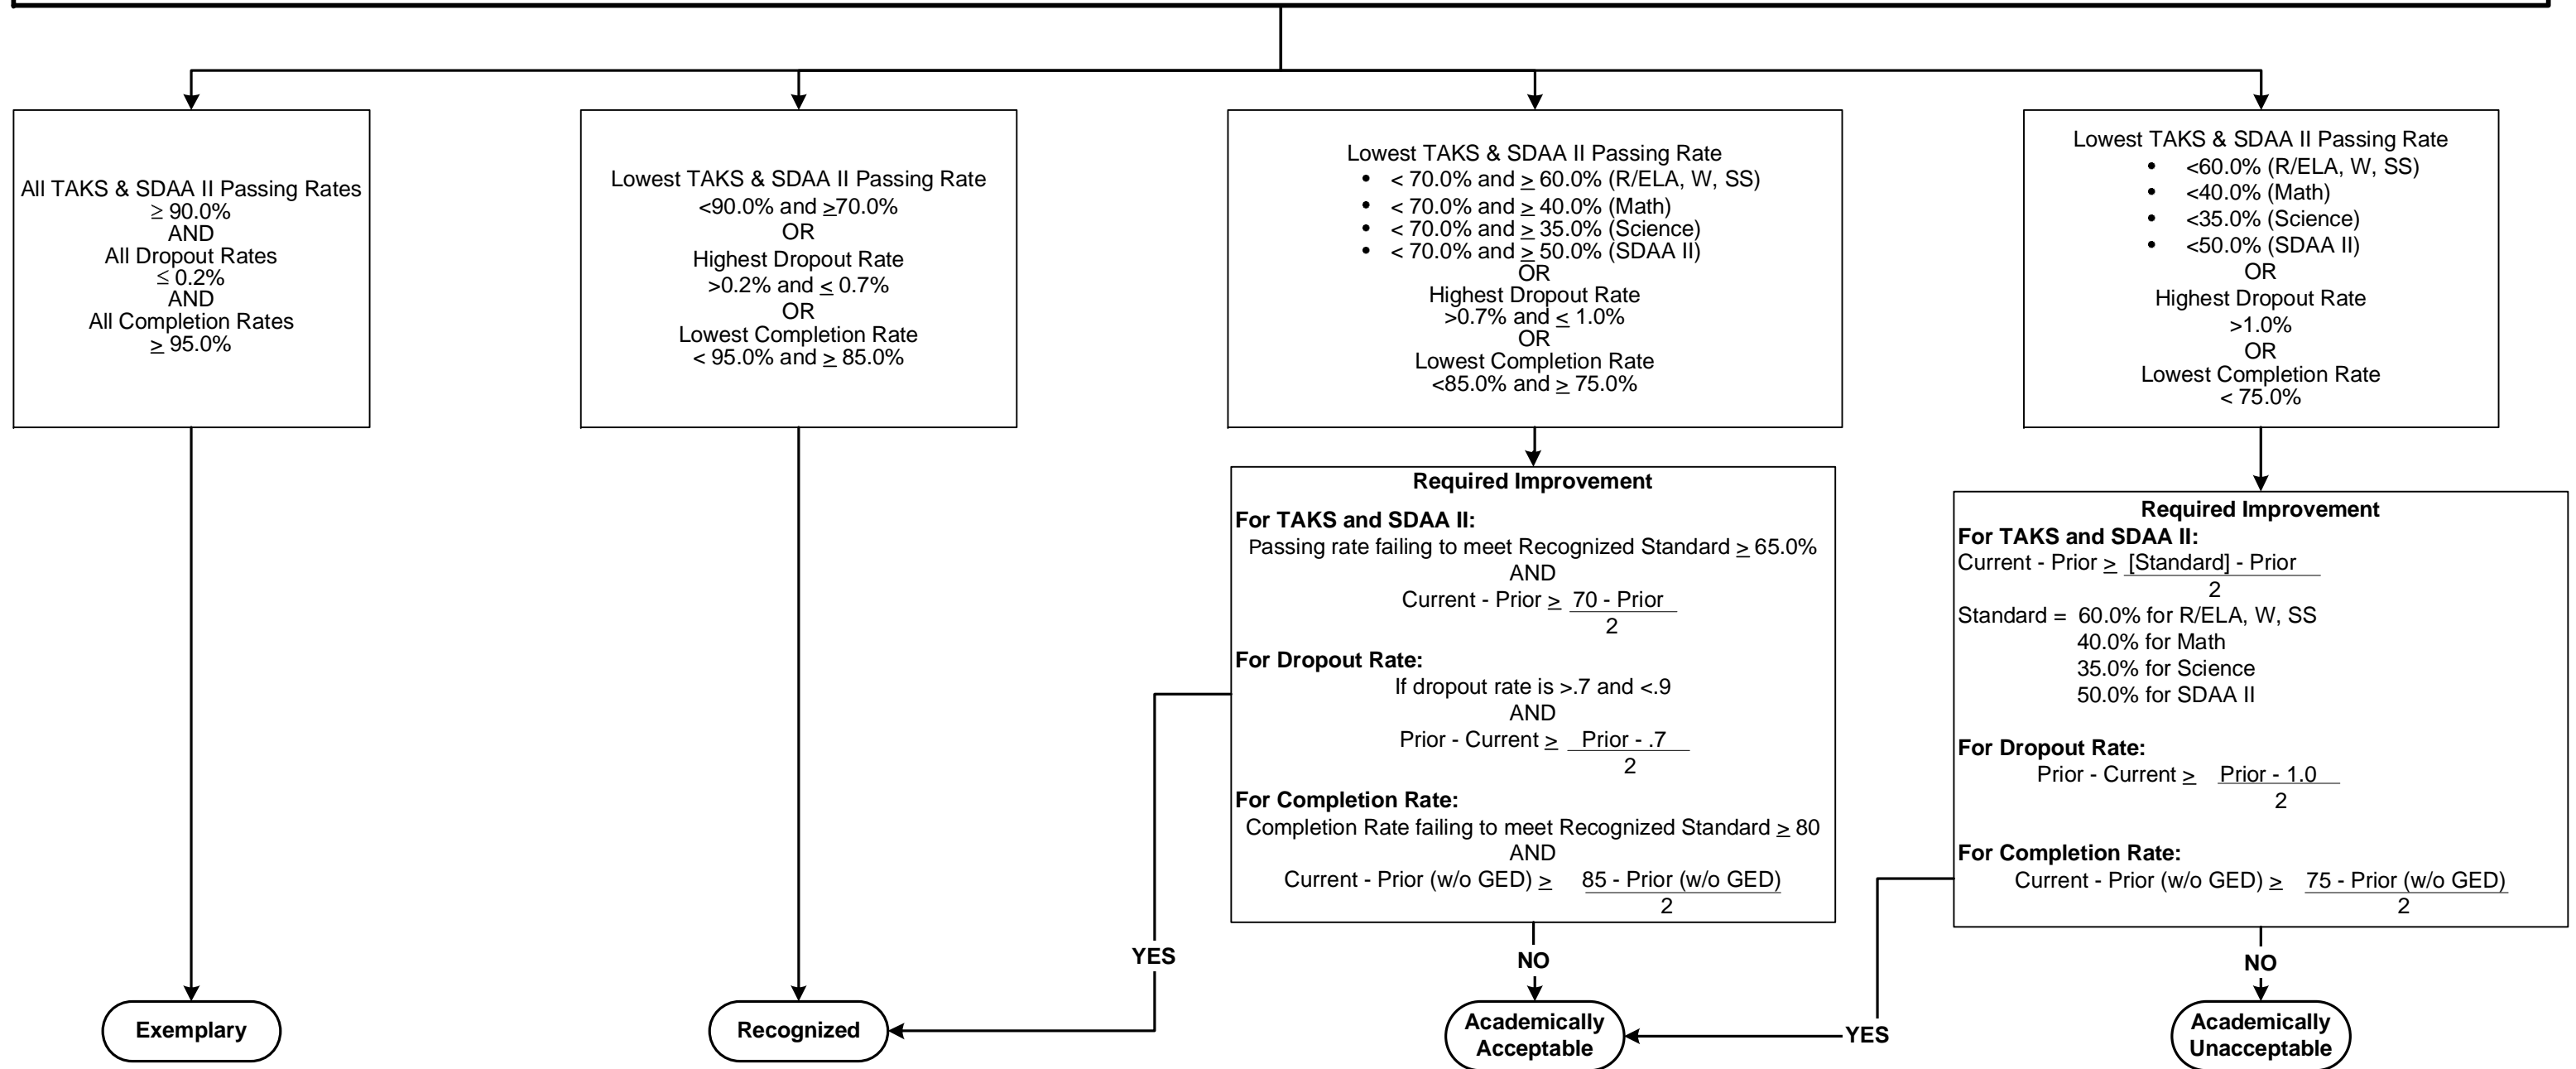 All TAKS & SDAA II Passing Rates
≥ 90.0%
AND
All Dropout Rates
≤ 0.2%
AND
All Completion Rates
≥ 95.0%
Lowest TAKS & SDAA II Passing Rate
<90.0% and ≥70.0%
OR
Highest Dropout Rate
>0.2% and ≤ 0.7%
OR
Lowest Completion Rate
< 95.0% and ≥ 85.0%
Lowest TAKS & SDAA II Passing Rate
• < 70.0% and ≥ 60.0% (R/ELA, W, SS)
• < 70.0% and ≥ 40.0% (Math)
• < 70.0% and ≥ 35.0% (Science)
• < 70.0% and ≥ 50.0% (SDAA II)
OR
Highest Dropout Rate
>0.7% and ≤ 1.0%
OR
Lowest Completion Rate
<85.0% and ≥ 75.0%
Lowest TAKS & SDAA II Passing Rate
• <60.0% (R/ELA, W, SS)
• <40.0% (Math)
• <35.0% (Science)
• <50.0% (SDAA II)
OR
Highest Dropout Rate
>1.0%
OR
Lowest Completion Rate
< 75.0%
Required Improvement
For TAKS and SDAA II:
Passing rate failing to meet Recognized Standard ≥ 65.0%
AND
Current - Prior ≥ 70 - Prior
2
For Dropout Rate:
If dropout rate is >.7 and <.9
AND
Prior - Current ≥ Prior - .7
2
For Completion Rate:
Completion Rate failing to meet Recognized Standard ≥ 80
AND
Current - Prior (w/o GED) ≥ 85 - Prior (w/o GED)
2
Required Improvement
For TAKS and SDAA II:
Current - Prior ≥ [Standard] - Prior
2
Standard = 60.0% for R/ELA, W, SS
40.0% for Math
35.0% for Science
50.0% for SDAA II
For Dropout Rate:
Prior - Current ≥ Prior - 1.0
2
For Completion Rate:
Current - Prior (w/o GED) ≥ 75 - Prior (w/o GED)
2
YES
NO
NO
Exemplary
Recognized
Academically
Acceptable
YES
Academically
Unacceptable